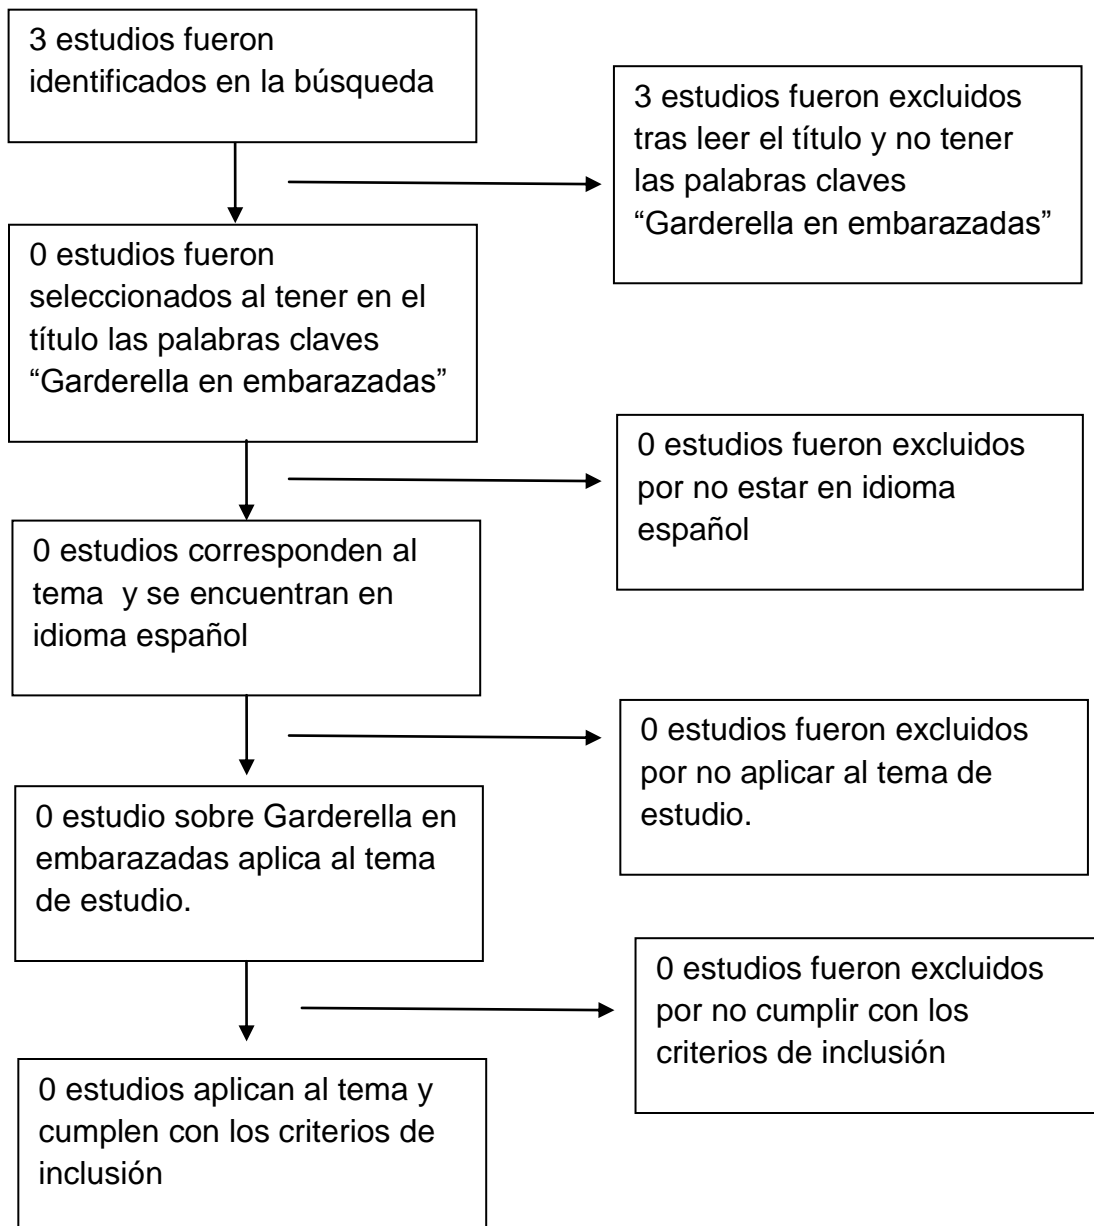 3 estudios fueron
identificados en la búsqueda
3 estudios fueron excluidos
tras leer el título y no tener
las palabras claves
“Garderella en embarazadas”
0 estudios fueron
seleccionados al tener en el
título las palabras claves
“Garderella en embarazadas”
0 estudios fueron excluidos
por no estar en idioma
español
0 estudios corresponden al
tema y se encuentran en
idioma español
0 estudios fueron excluidos
por no aplicar al tema de
estudio.
0 estudio sobre Garderella en
embarazadas aplica al tema
de estudio.
0 estudios fueron excluidos
por no cumplir con los
criterios de inclusión
0 estudios aplican al tema y
cumplen con los criterios de
inclusión